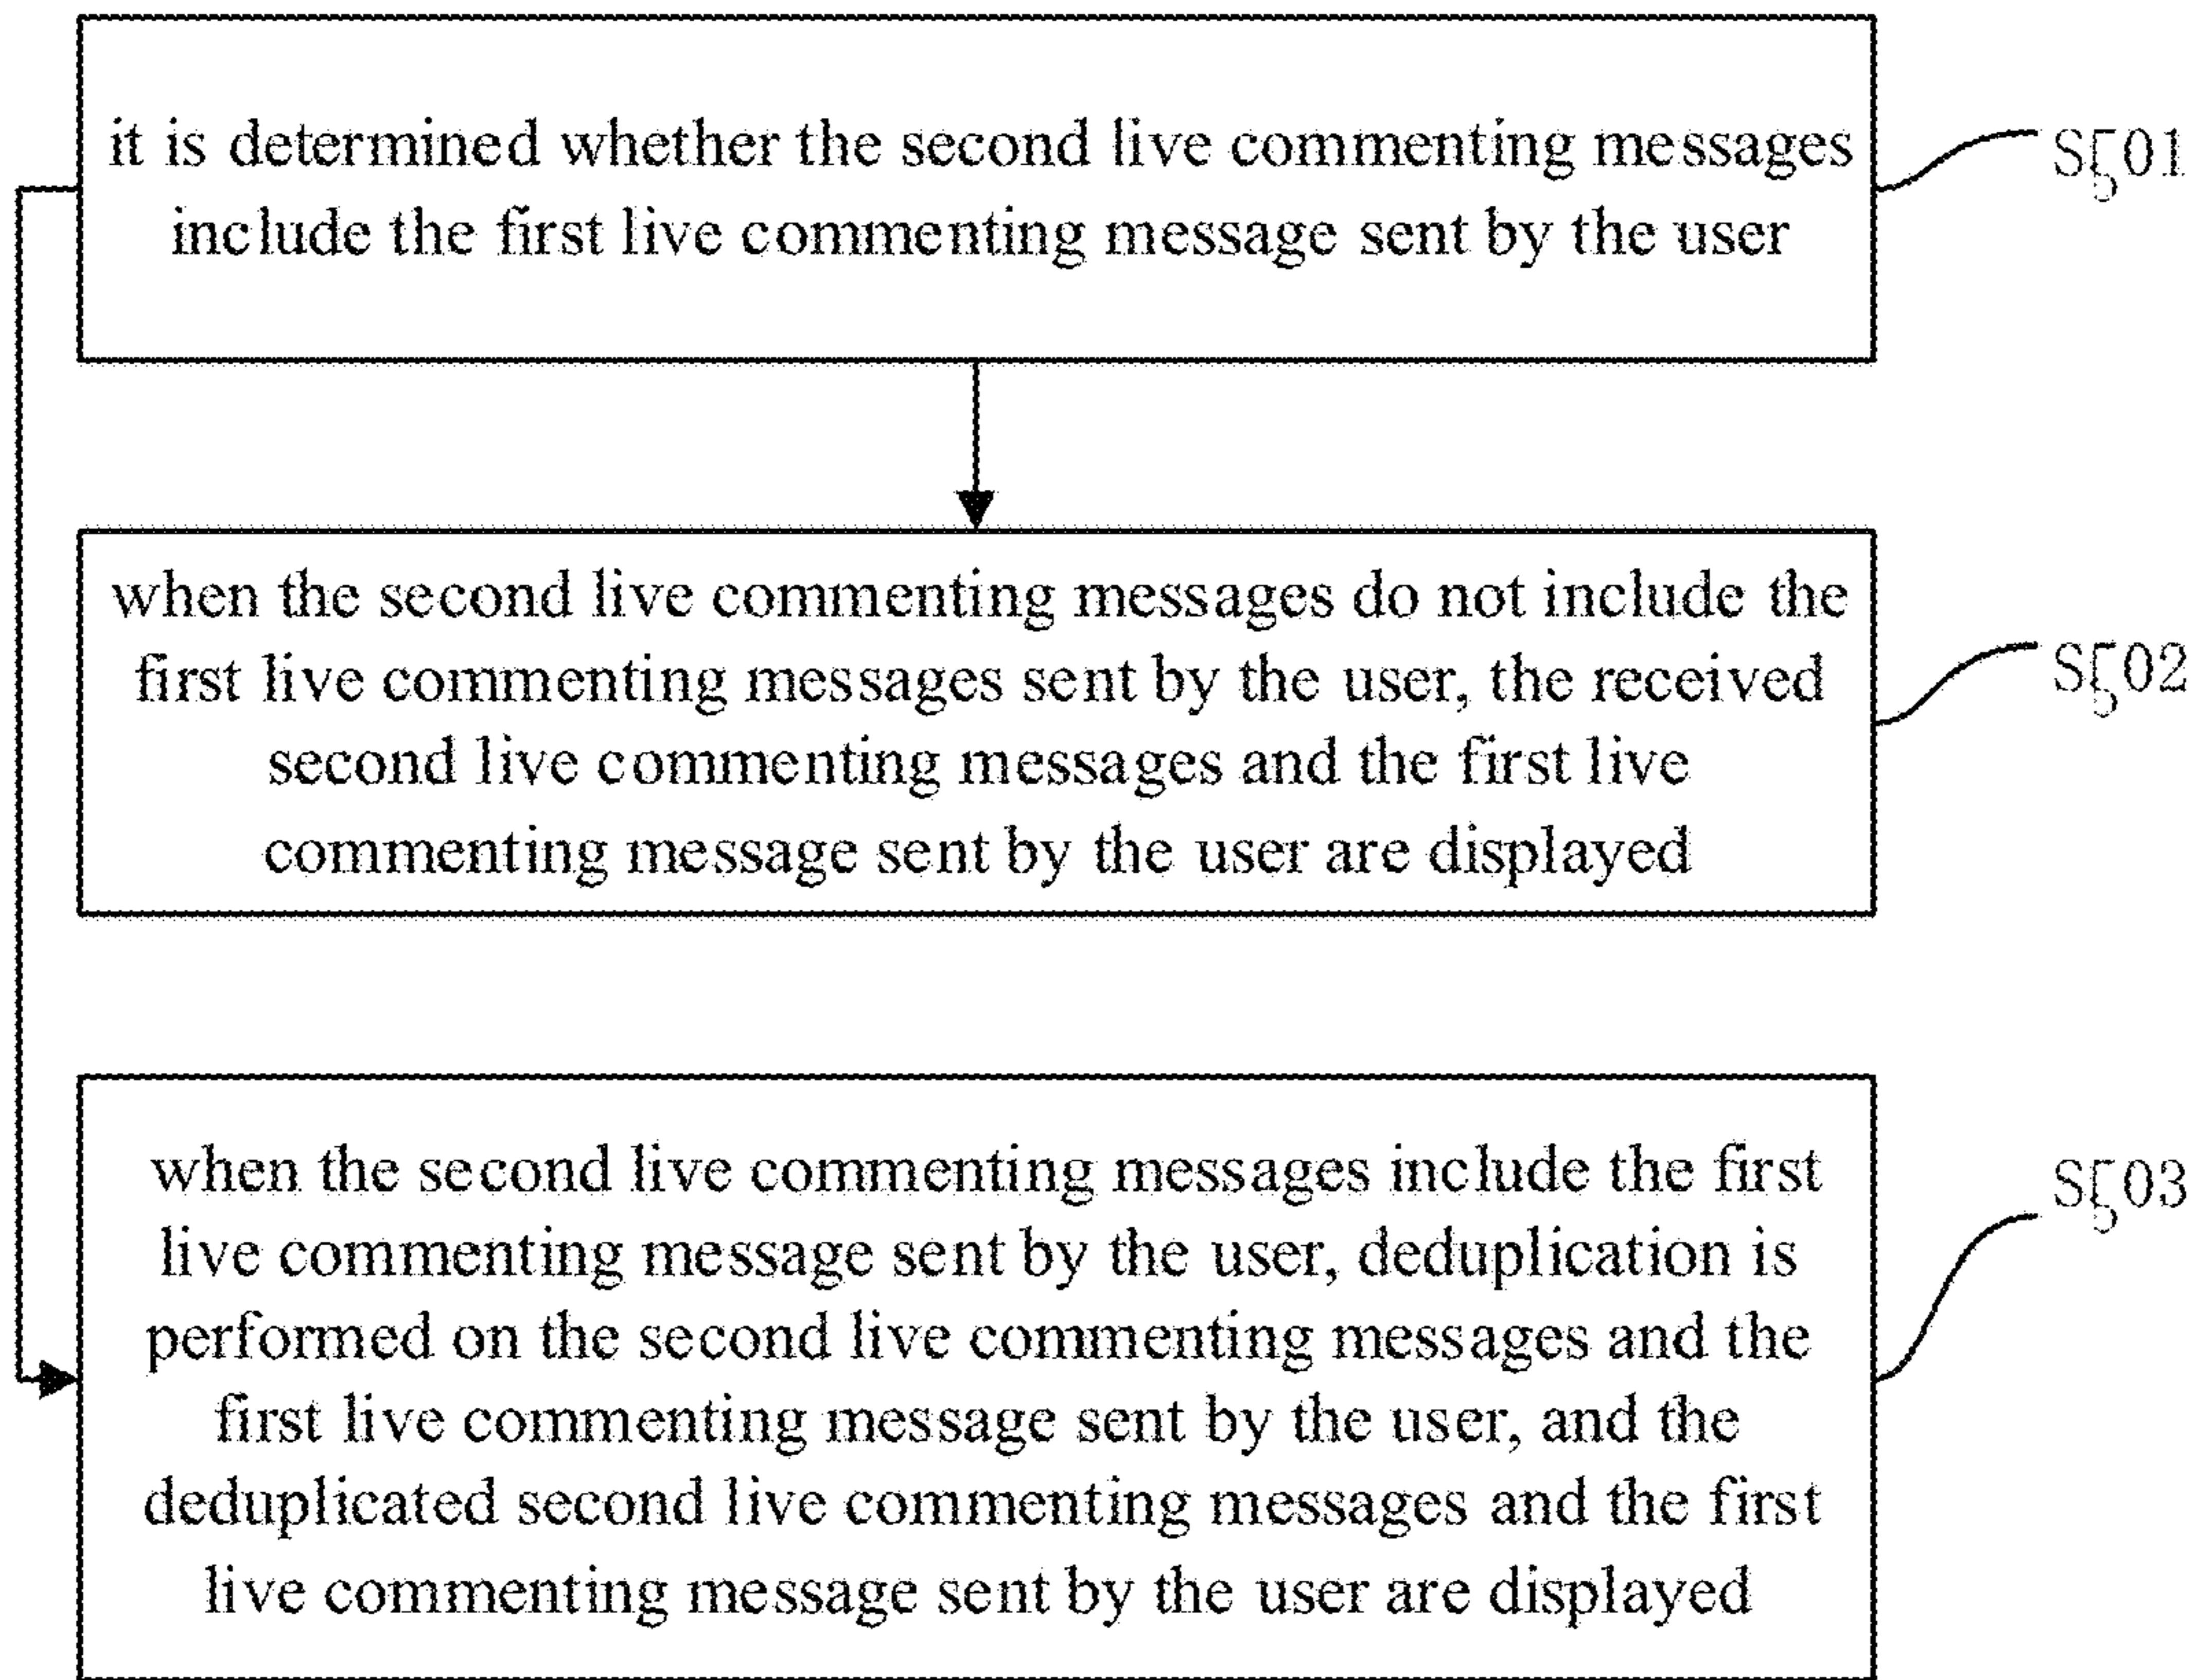 it is determined whether the second live commenting messages
include the first live commenting message sent by the user
S501
when the second live commenting messages do not include the
first live commenting messages sent by the user, the received
second live commenting messages and the first live
commenting message sent by the user are displayed
S502
when the second live commenting messages include the first
live commenting message sent by the user, deduplication is
performed on the second live commenting messages and the
first live commenting message sent by the user, and the
deduplicated second live commenting messages and the first
live commenting message sent by the user are displayed
S503